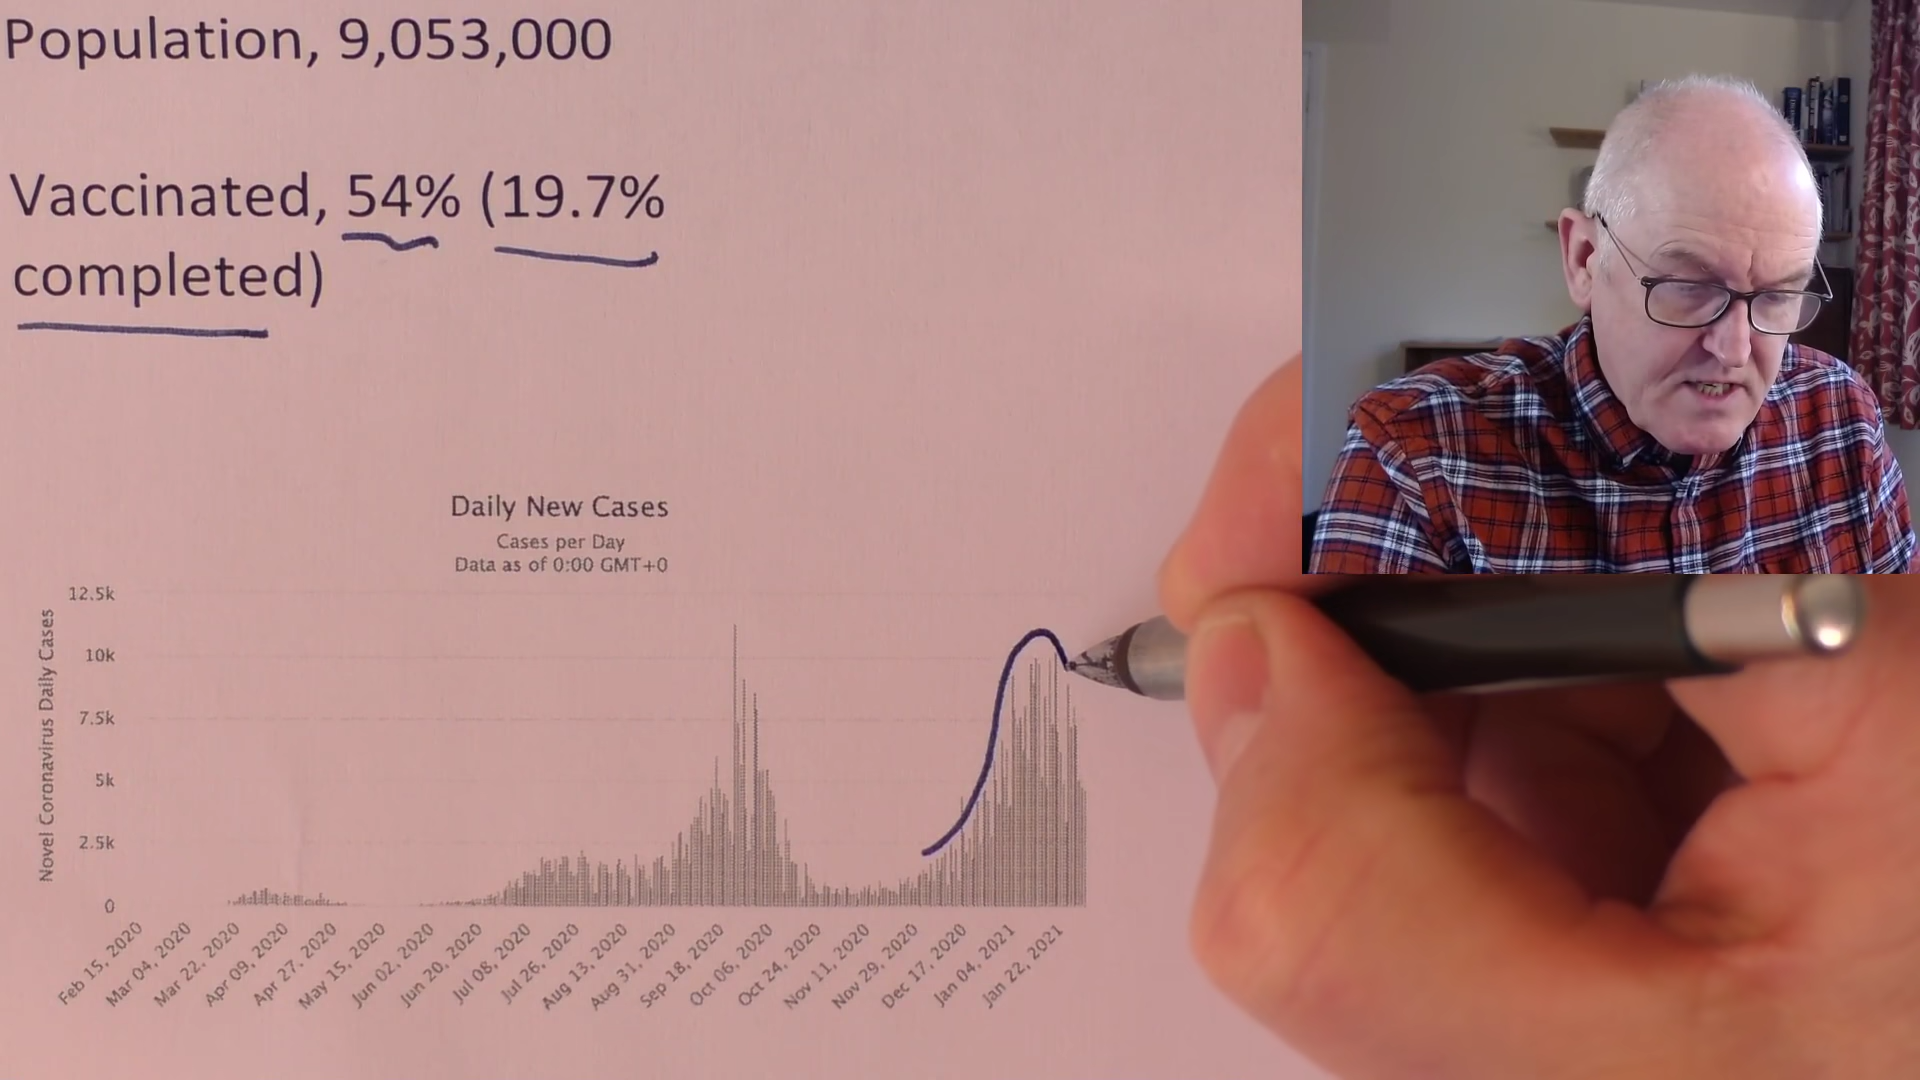 Population, 9,053,000
Vaccinated, 54% (19.7%
completed)
Daily New Cases
Cases per Day
Data as of 0:00 GMT+0
Novel Coronavirus Daily Cases
12.5k
10k
7.5k
5k
2.5k
0
Feb 15, 2020
Mar 04, 2020
Mar 22, 2020
Apr 09, 2020
Apr 27, 2020
May 15, 2020
Jun 02, 2020
Jun 20, 2020
Jul 08, 2020
Jul 26, 2020
Aug 13, 2020
Aug 31, 2020
Sep 18, 2020
Oct 06, 2020
Oct 24, 2020
Nov 11, 2020
Nov 29, 2020
Dec 17, 2020
Jan 04, 2021
Jan 22, 2021